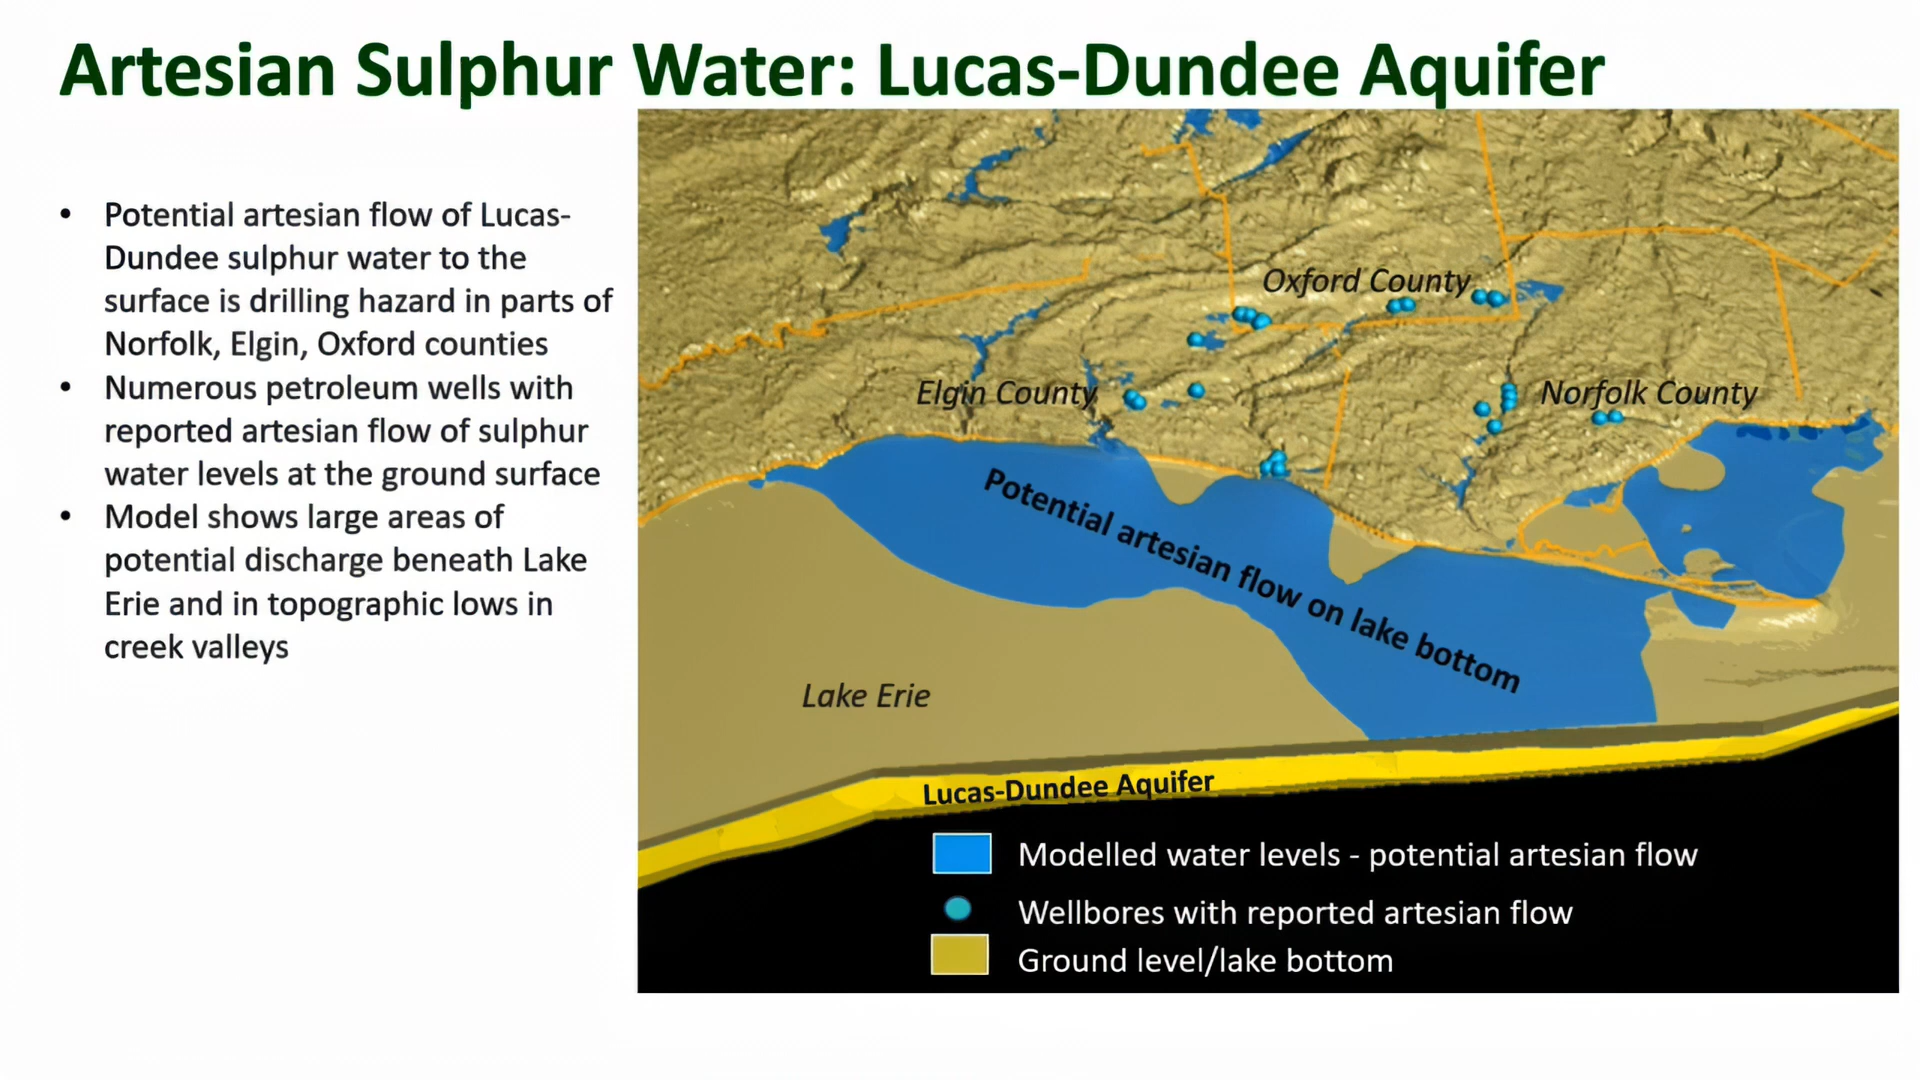 Artesian Sulphur Water: Lucas-Dundee Aquifer
• Potential artesian flow of Lucas-
Dundee sulphur water to the
surface is drilling hazard in parts of
Norfolk, Elgin, Oxford counties
• Numerous petroleum wells with
reported artesian flow of sulphur
water levels at the ground surface
• Model shows large areas of
potential discharge beneath Lake
Erie and in topographic lows in
creek valleys
Oxford County
Elgin County
Norfolk County
Potential artesian flow on lake bottom
Lake Erie
Lucas-Dundee Aquifer
Modelled water levels - potential artesian flow
Wellbores with reported artesian flow
Ground level/lake bottom